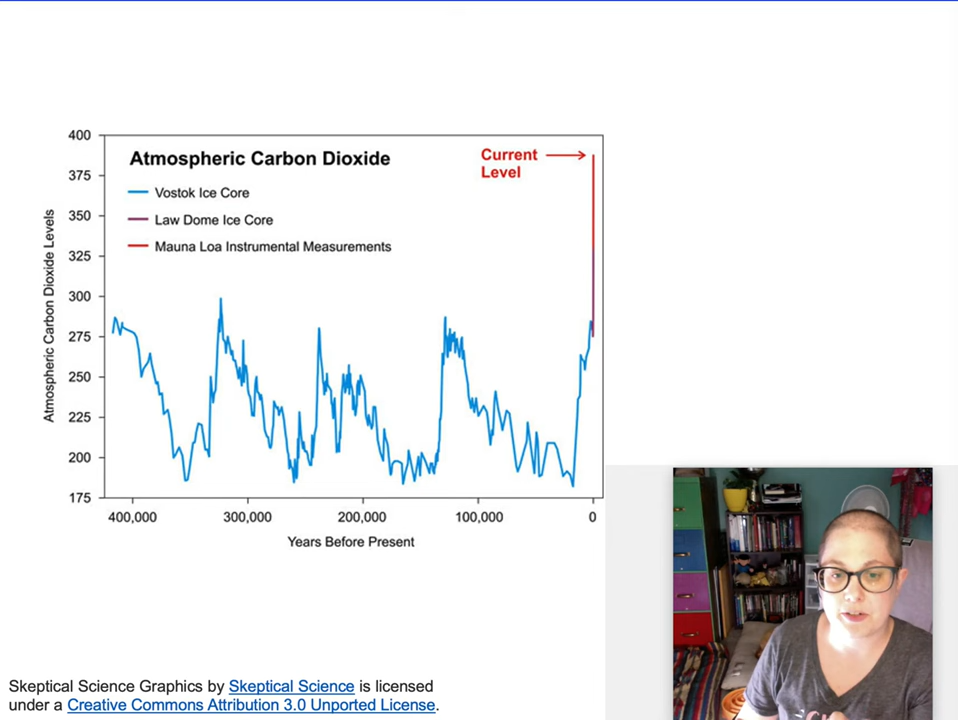 400
Atmospheric Carbon Dioxide
Current
Level
375
Vostok Ice Core
350
Law Dome Ice Core
325
Mauna Loa Instrumental Measurements
300
275
250
225
200
175
Atmospheric Carbon Dioxide Levels
400,000
300,000
200,000
100,000
0
Years Before Present
Skeptical Science Graphics by Skeptical Science is licensed
under a Creative Commons Attribution 3.0 Unported License.